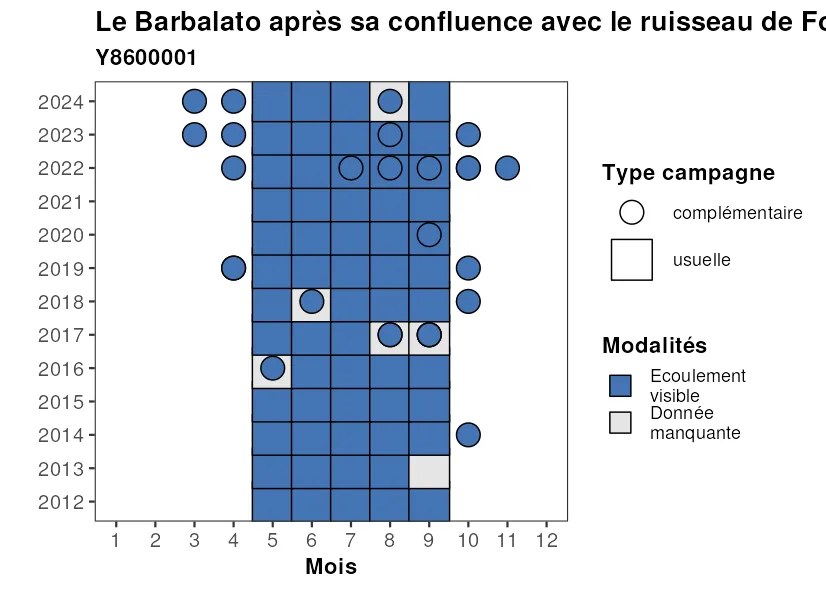 Le Barbalato après sa confluence avec le ruisseau de Fo
Y8600001
2024
2023
2022
2021
2020
2019
2018
2017
2016
2015
2014
2013
2012
1 2 3 4 5 6 7 8 9 10 11 12
Mois
Type campagne
complémentaire
usuelle
Modalités
Ecoulement
visible
Donnée
manquante